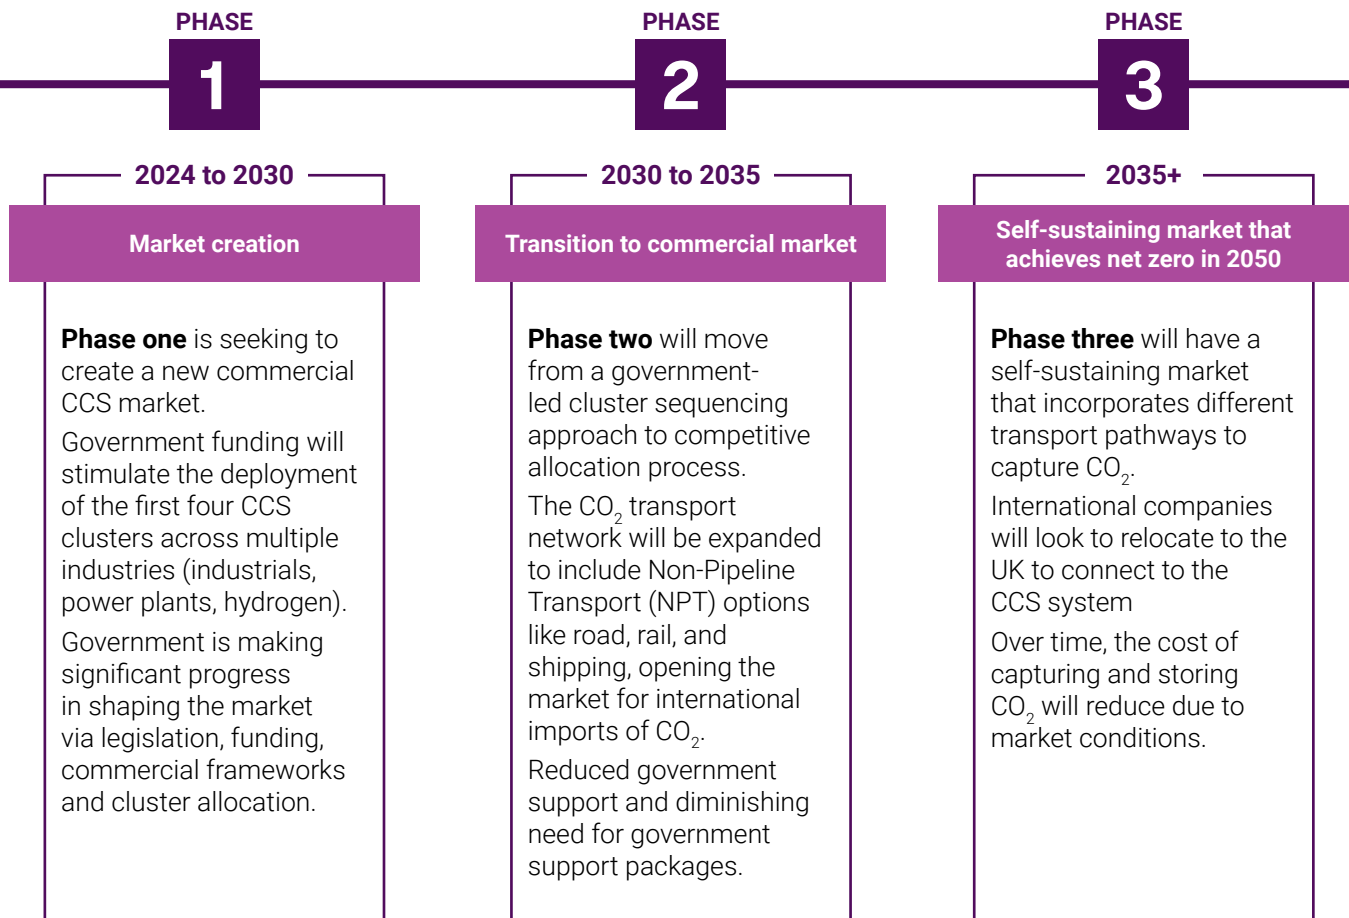 PHASE
1
2024 to 2030
Market creation
Phase one is seeking to
create a new commercial
CCS market.
Government funding will
stimulate the deployment
of the first four CCS
clusters across multiple
industries (industrials,
power plants, hydrogen).
Government is making
significant progress
in shaping the market
via legislation, funding,
commercial frameworks
and cluster allocation.
PHASE
2
2030 to 2035
Transition to commercial market
Phase two will move
from a government-
led cluster sequencing
approach to competitive
allocation process.
The CO₂ transport
network will be expanded
to include Non-Pipeline
Transport (NPT) options
like road, rail, and
shipping, opening the
market for international
imports of CO₂.
Reduced government
support and diminishing
need for government
support packages.
PHASE
3
2035+
Self-sustaining market that
achieves net zero in 2050
Phase three will have a
self-sustaining market
that incorporates different
transport pathways to
capture CO₂.
International companies
will look to relocate to the
UK to connect to the
CCS system
Over time, the cost of
capturing and storing
CO₂ will reduce due to
market conditions.